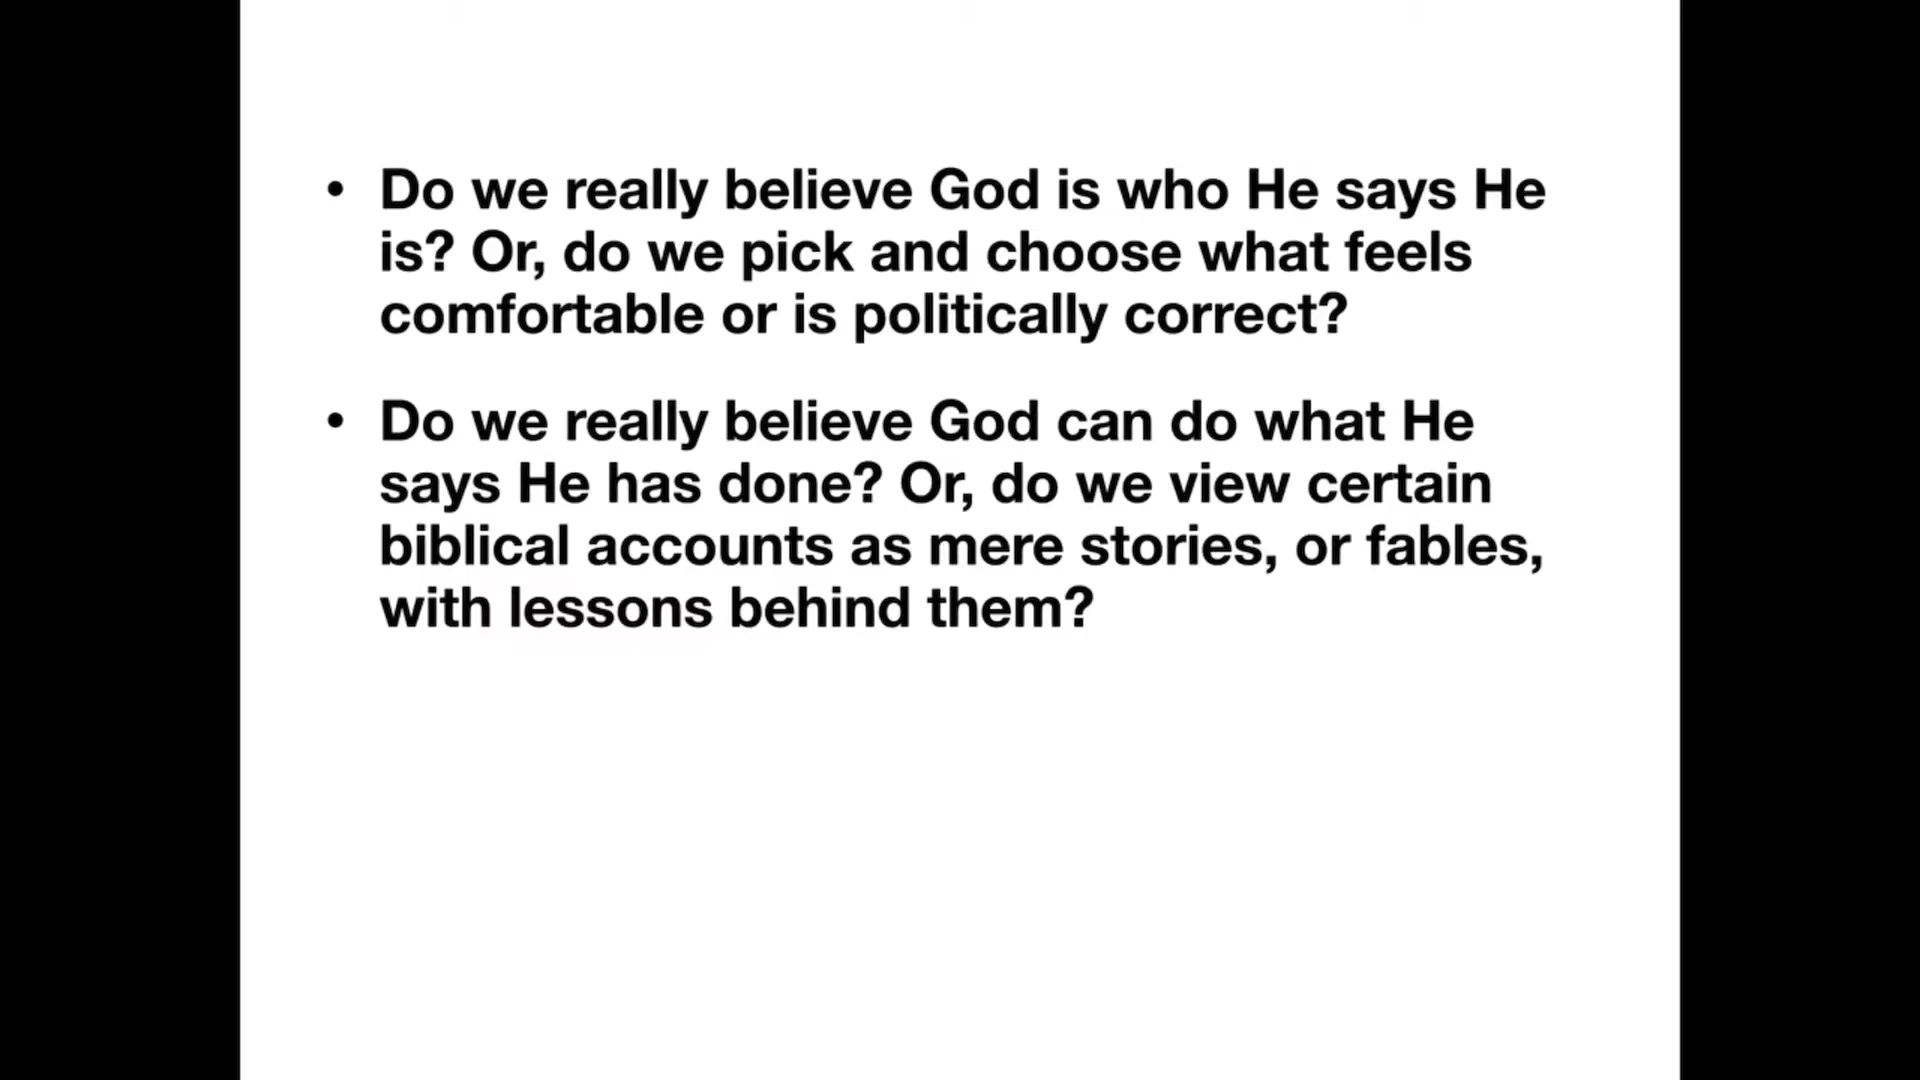 • Do we really believe God is who He says He
is? Or, do we pick and choose what feels
comfortable or is politically correct?
• Do we really believe God can do what He
says He has done? Or, do we view certain
biblical accounts as mere stories, or fables,
with lessons behind them?